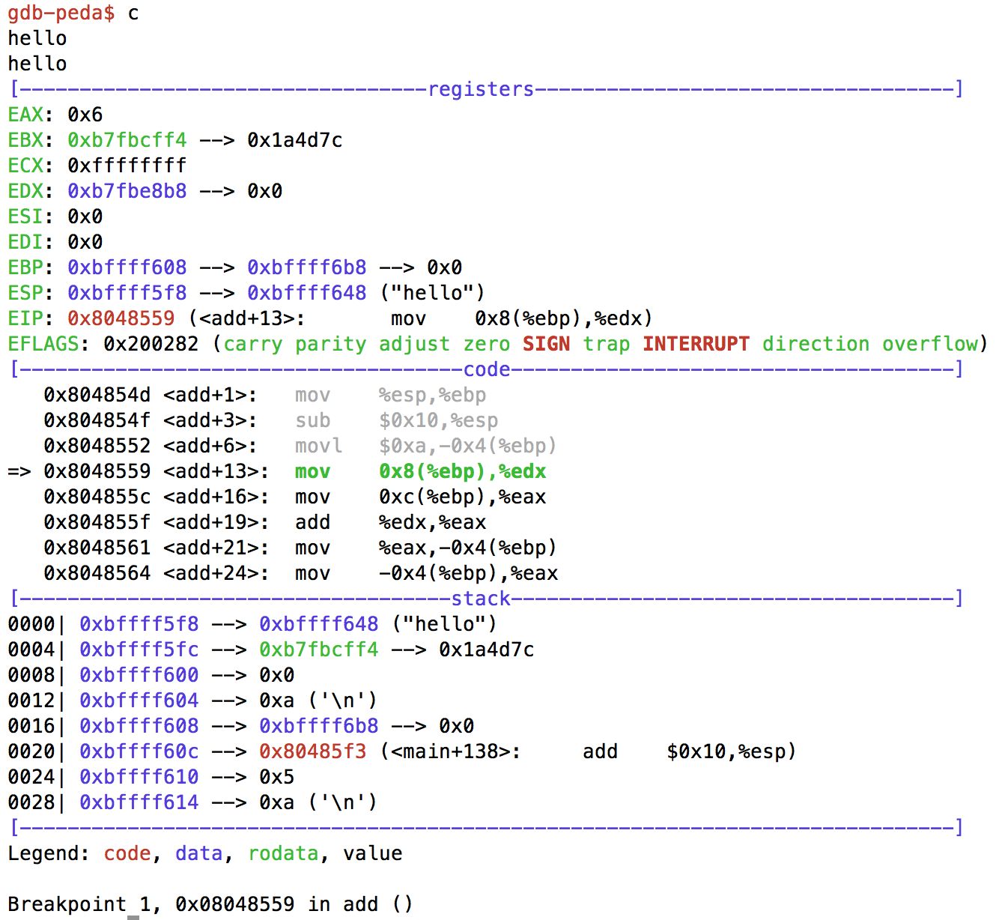 gdb-peda$ c
hello
hello
[----------------------------------registers-----------------------------------]
EAX: 0x6
EBX: 0xb7fbcff4 --> 0x1a4d7c
ECX: 0xffffffff
EDX: 0xb7fbe8b8 --> 0x0
ESI: 0x0
EDI: 0x0
EBP: 0xbffff608 --> 0xbffff6b8 --> 0x0
ESP: 0xbffff5f8 --> 0xbffff648 ("hello")
EIP: 0x8048559 (<add+13>:       mov    0x8(%ebp),%edx)
EFLAGS: 0x200282 (carry parity adjust zero SIGN trap INTERRUPT direction overflow)
[-------------------------------------code-------------------------------------]
   0x804854d <add+1>:   mov    %esp,%ebp
   0x804854f <add+3>:   sub    $0x10,%esp
   0x8048552 <add+6>:   movl   $0xa,-0x4(%ebp)
=> 0x8048559 <add+13>:  mov    0x8(%ebp),%edx
   0x804855c <add+16>:  mov    0xc(%ebp),%eax
   0x804855f <add+19>:  add    %edx,%eax
   0x8048561 <add+21>:  mov    %eax,-0x4(%ebp)
   0x8048564 <add+24>:  mov    -0x4(%ebp),%eax
[------------------------------------stack-------------------------------------]
0000| 0xbffff5f8 --> 0xbffff648 ("hello")
0004| 0xbffff5fc --> 0xb7fbcff4 --> 0x1a4d7c
0008| 0xbffff600 --> 0x0
0012| 0xbffff604 --> 0xa ('\n')
0016| 0xbffff608 --> 0xbffff6b8 --> 0x0
0020| 0xbffff60c --> 0x80485f3 (<main+138>:     add    $0x10,%esp)
0024| 0xbffff610 --> 0x5
0028| 0xbffff614 --> 0xa ('\n')
[------------------------------------------------------------------------------]
Legend: code, data, rodata, value
Breakpoint 1, 0x08048559 in add ()